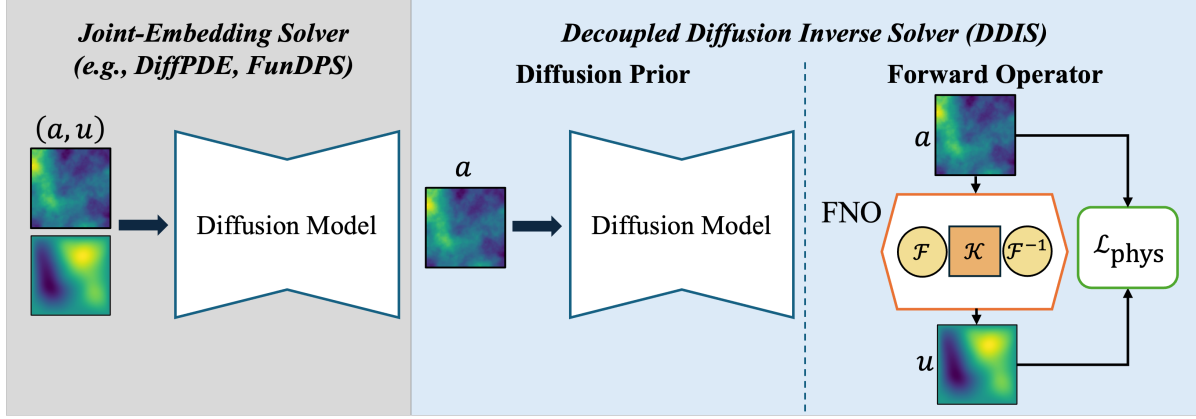 Joint-Embedding Solver
(e.g., DiffPDE, FunDPS)
(a, u)
Diffusion Model
Decoupled Diffusion Inverse Solver (DDIS)
Diffusion Prior
a
Diffusion Model
Forward Operator
a
FNO
ℱ
𝒦
ℱ⁻¹
ℒphys
u